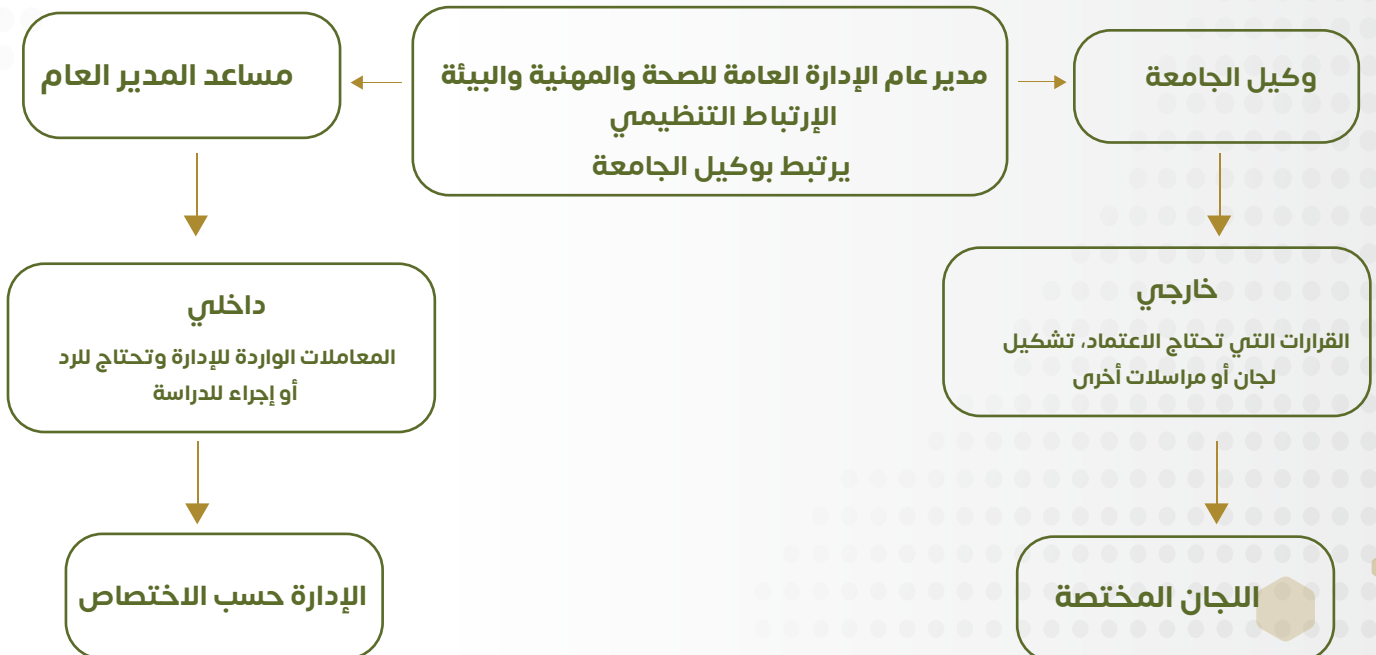 وكيل الجامعة
مدير عام الإدارة العامة للصحة والمهنية والبيئة
الإرتباط التنظيمي
يرتبط بوكيل الجامعة
مساعد المدير العام
خارجي
القرارات التي تحتاج الاعتماد، تشكيل
لجان أو مراسلات أخرى
داخلي
المعاملات الواردة للإدارة وتحتاج للرد
أو إجراء للدراسة
اللجان المختصة
الإدارة حسب الاختصاص